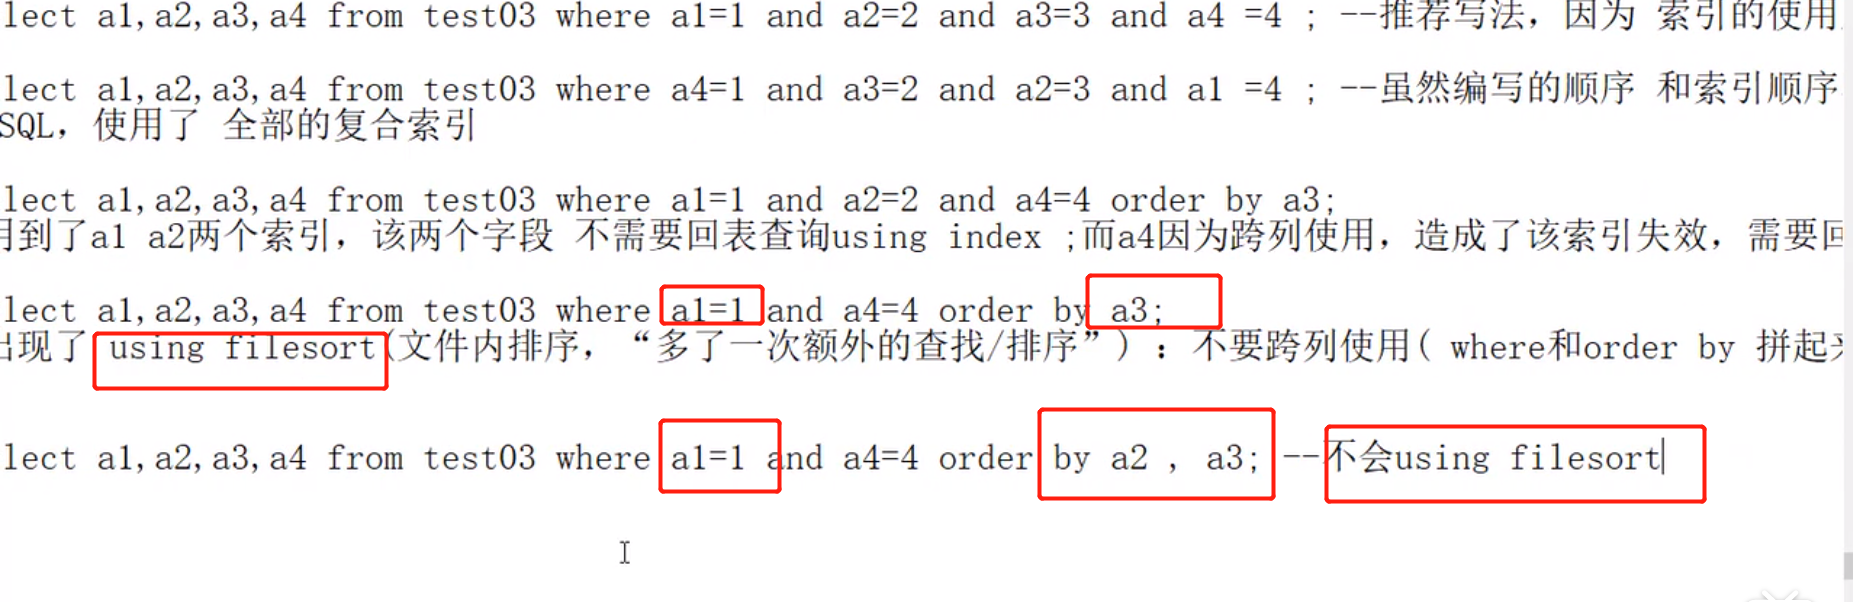 lect a1,a2,a3,a4 from test03 where a1=1 and a2=2 and a3=3 and a4 =4 ; --推荐写法，因为 索引的使用
lect a1,a2,a3,a4 from test03 where a4=1 and a3=2 and a2=3 and a1 =4 ; --虽然编写的顺序 和索引顺序
SQL，使用了 全部的复合索引
lect a1,a2,a3,a4 from test03 where a1=1 and a2=2 and a4=4 order by a3;
用到了a1 a2两个索引，该两个字段 不需要回表查询using index ;而a4因为跨列使用，造成了该索引失效，需要回
lect a1,a2,a3,a4 from test03 where a1=1 and a4=4 order by a3;
出现了 using filesort(文件内排序，“多了一次额外的查找/排序”) ：不要跨列使用( where和order by 拼起来
lect a1,a2,a3,a4 from test03 where a1=1 and a4=4 order by a2 , a3; --不会using filesort